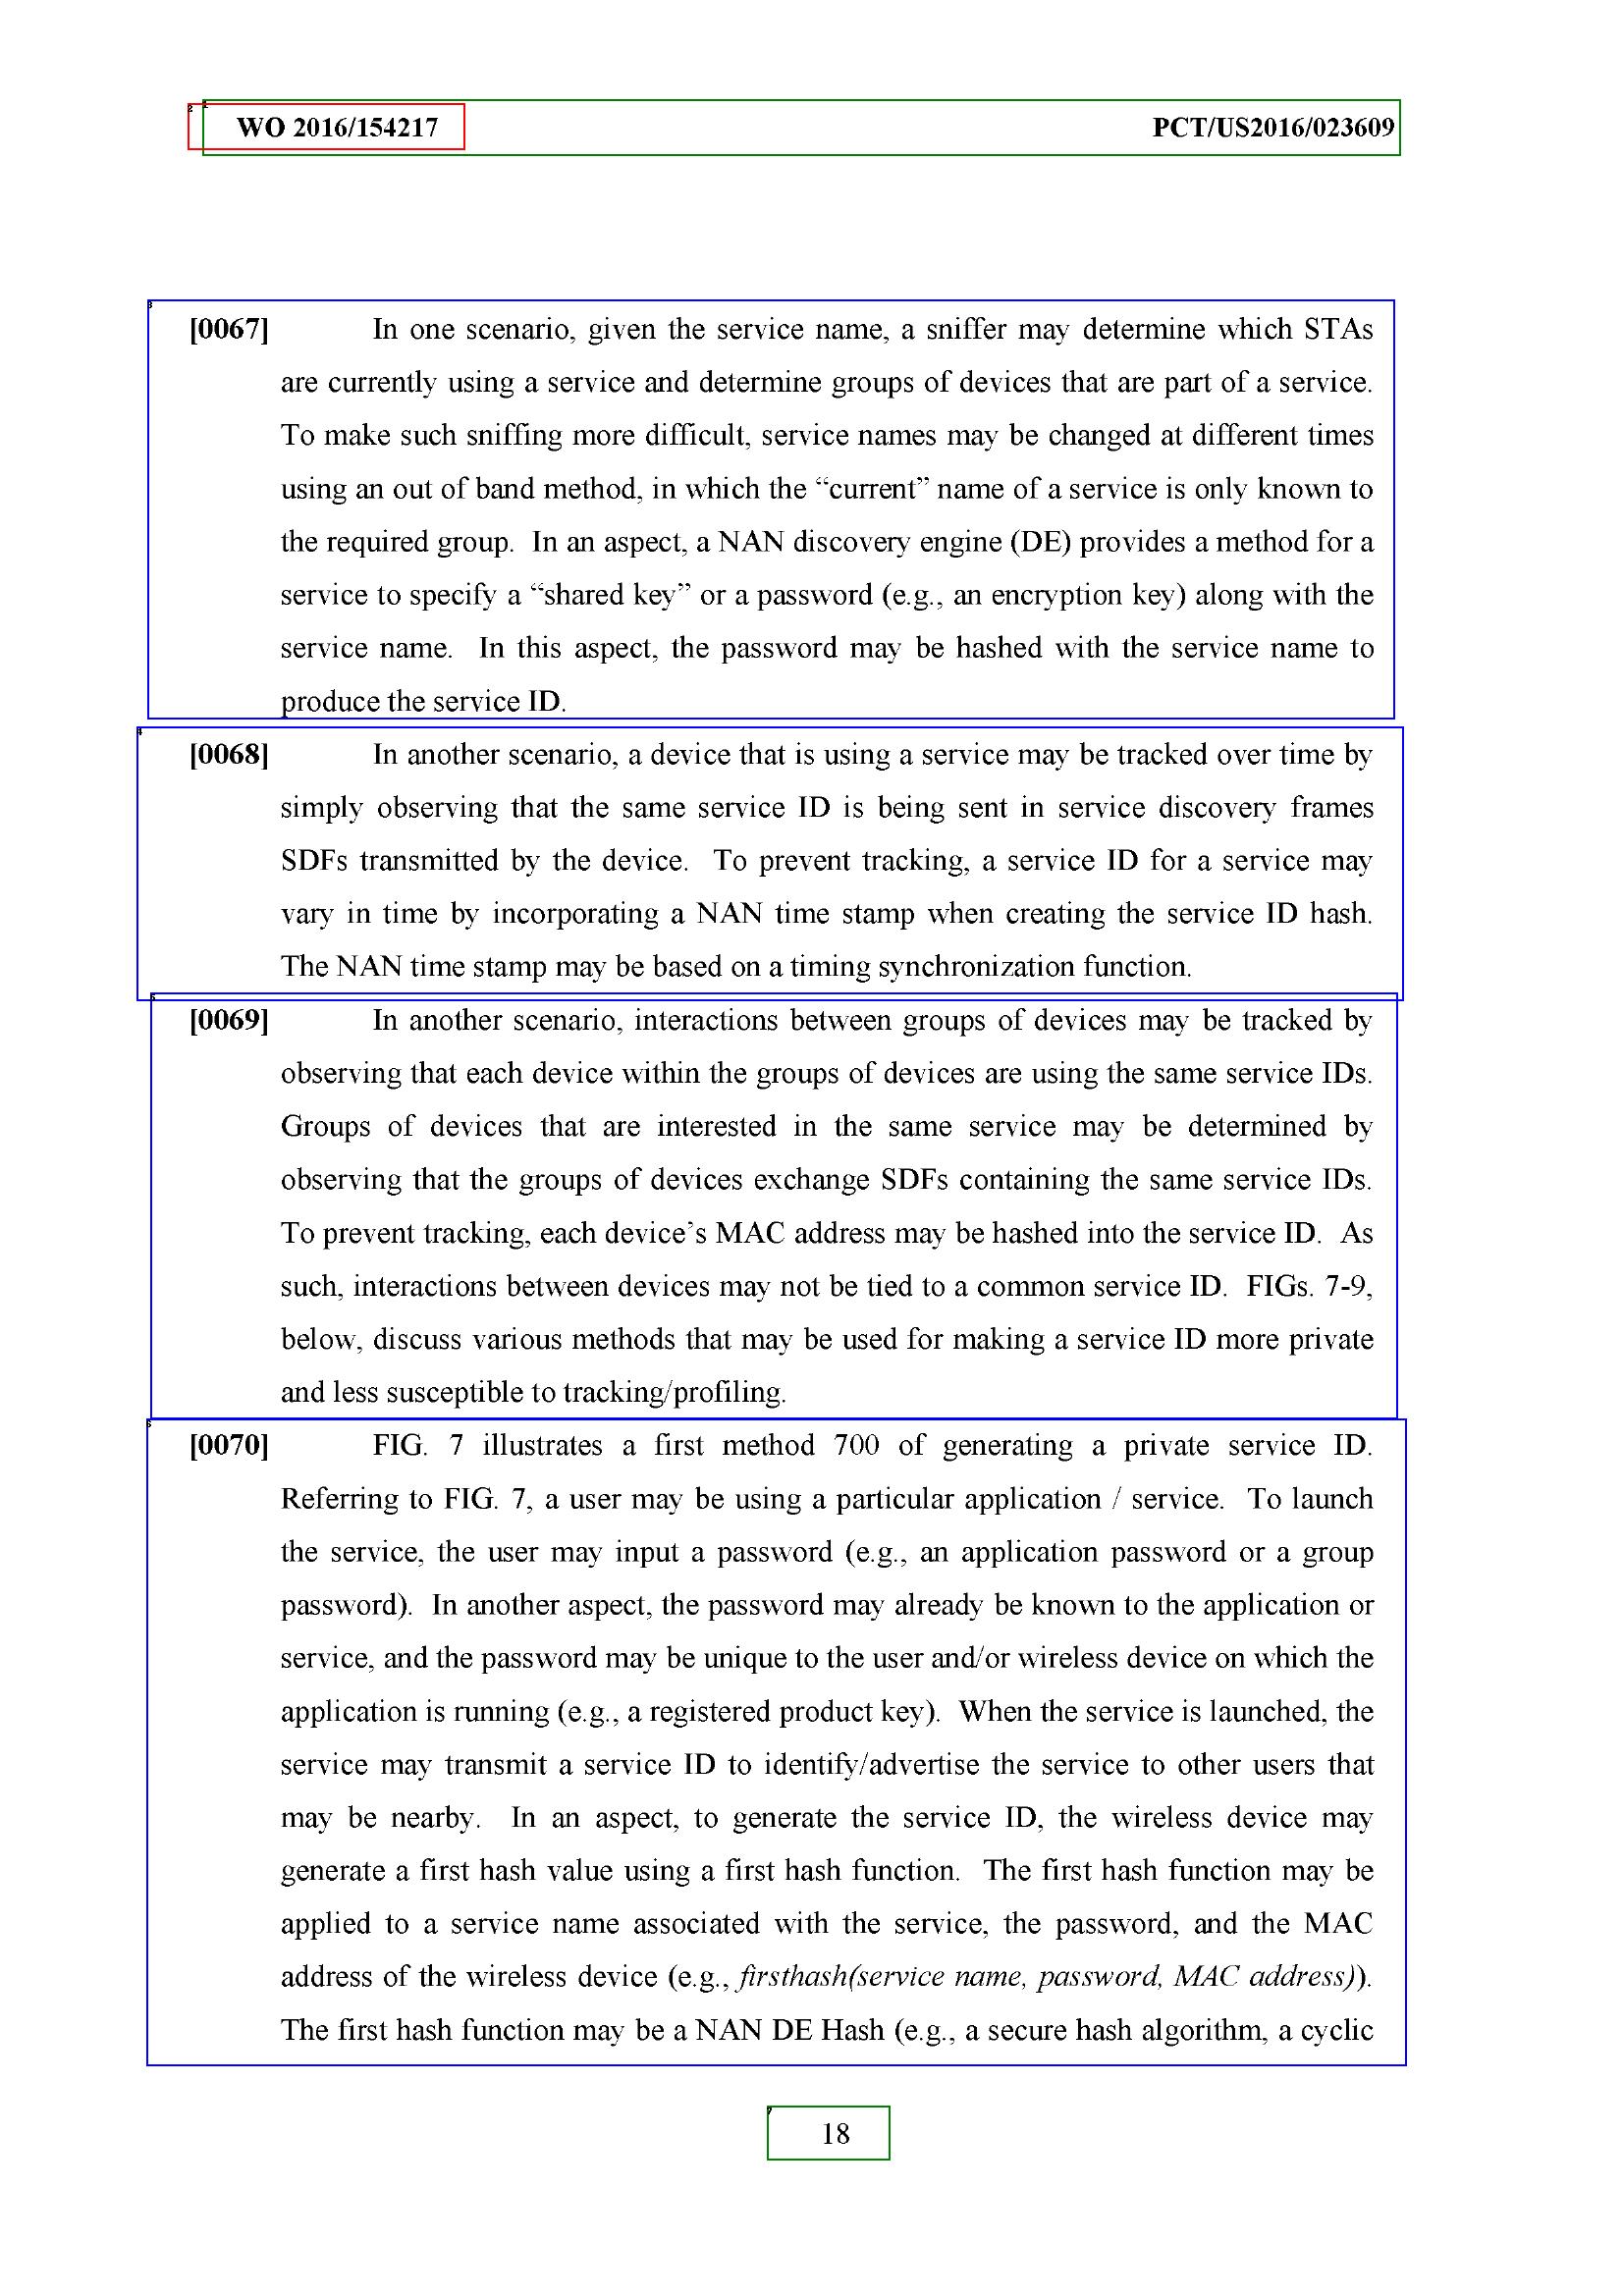 WO 2016/154217 PCT/US2016/023609
[0067] In one scenario, given the service name, a sniffer may determine which STAs
are currently using a service and determine groups of devices that are part of a service.
To make such sniffing more difficult, service names may be changed at different times
using an out of band method, in which the “current” name of a service is only known to
the required group. In an aspect, a NAN discovery engine (DE) provides a method for a
service to specify a “shared key” or a password (e.g., an encryption key) along with the
service name. In this aspect, the password may be hashed with the service name to
produce the service ID.
[0068] In another scenario, a device that is using a service may be tracked over time by
simply observing that the same service ID is being sent in service discovery frames
SDFs transmitted by the device. To prevent tracking, a service ID for a service may
vary in time by incorporating a NAN time stamp when creating the service ID hash.
The NAN time stamp may be based on a timing synchronization function.
[0069] In another scenario, interactions between groups of devices may be tracked by
observing that each device within the groups of devices are using the same service IDs.
Groups of devices that are interested in the same service may be determined by
observing that the groups of devices exchange SDFs containing the same service IDs.
To prevent tracking, each device’s MAC address may be hashed into the service ID. As
such, interactions between devices may not be tied to a common service ID. FIGs. 7-9,
below, discuss various methods that may be used for making a service ID more private
and less susceptible to tracking/profiling.
[0070] FIG. 7 illustrates a first method 700 of generating a private service ID.
Referring to FIG. 7, a user may be using a particular application / service. To launch
the service, the user may input a password (e.g., an application password or a group
password). In another aspect, the password may already be known to the application or
service, and the password may be unique to the user and/or wireless device on which the
application is running (e.g., a registered product key). When the service is launched, the
service may transmit a service ID to identify/advertise the service to other users that
may be nearby. In an aspect, to generate the service ID, the wireless device may
generate a first hash value using a first hash function. The first hash function may be
applied to a service name associated with the service, the password, and the MAC
address of the wireless device (e.g., firsthash(service name, password, MAC address)).
The first hash function may be a NAN DE Hash (e.g., a secure hash algorithm, a cyclic
18